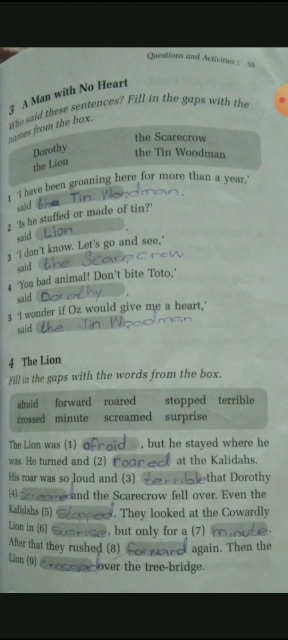 Questions and Activities : 55
3 A Man with No Heart
Who said these sentences? Fill in the gaps with the
names from the box.
Dorothy the Scarecrow
the Lion the Tin Woodman
1 'I have been groaning here for more than a year,'
said the Tin Woodman.
2 'Is he stuffed or made of tin?'
said Lion.
3 'I don't know. Let's go and see,'
said the Scarecrow
4 'You bad animal! Don't bite Toto,'
said Dorothy.
5 'I wonder if Oz would give me a heart,'
said the Tin Woodman
4 The Lion
Fill in the gaps with the words from the box.
afraid forward roared stopped terrible
crossed minute screamed surprise
The Lion was (1) afraid, but he stayed where he
was. He turned and (2) roared at the Kalidahs.
His roar was so loud and (3) terrible that Dorothy
(4) and the Scarecrow fell over. Even the
Kalidahs (5) Stopped. They looked at the Cowardly
Lion in (6) Suprise, but only for a (7) minute.
After that they rushed (8) forward again. Then the
Lion (9) Crossed over the tree-bridge.